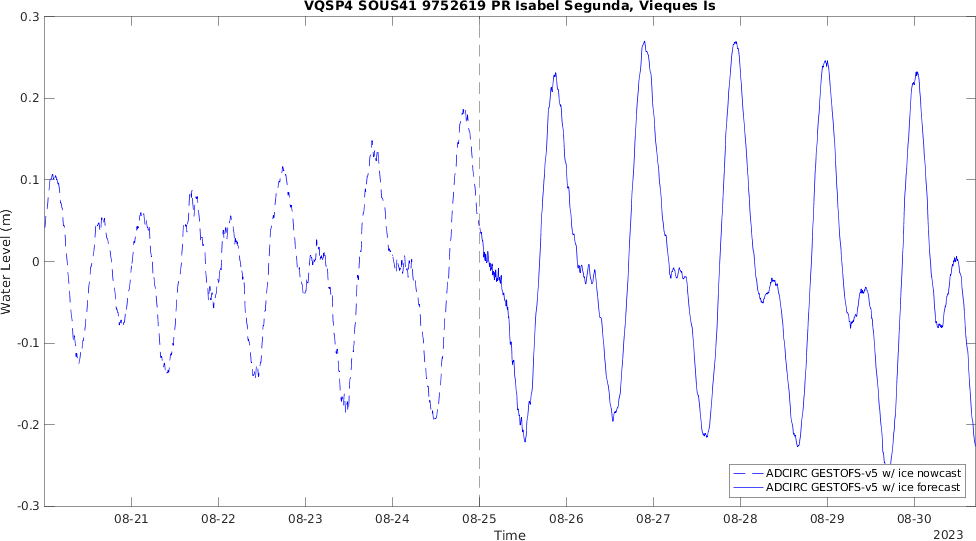 VQSP4 SOUS41 9752619 PR Isabel Segunda, Vieques Is
0.3
0.2
0.1
0
-0.1
-0.2
-0.3
Water Level (m)
08-21 08-22 08-23 08-24 08-25 08-26 08-27 08-28 08-29 08-30
Time
2023
ADCIRC GESTOFS-v5 w/ ice nowcast
ADCIRC GESTOFS-v5 w/ ice forecast